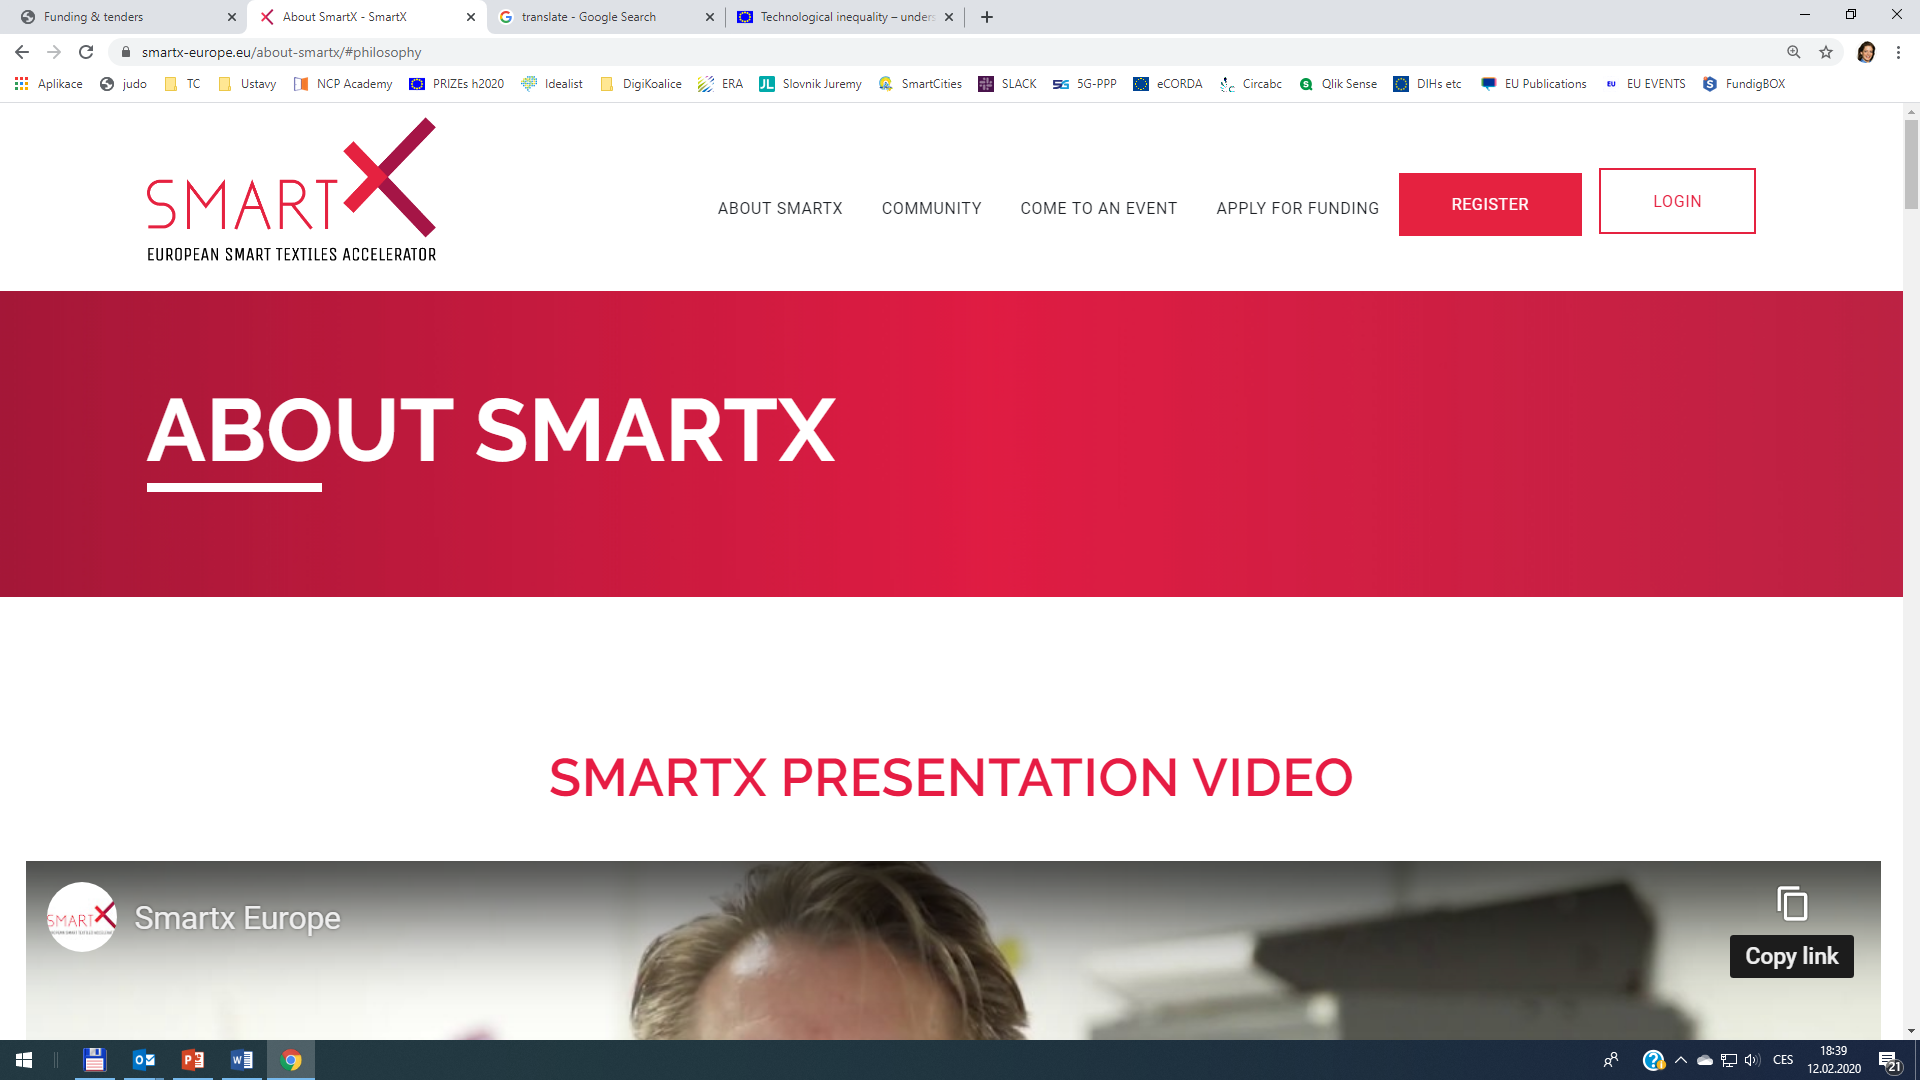 Funding & tenders
About SmartX - SmartX
translate - Google Search
Technological inequality – unders
smartx-europe.eu/about-smartx/#philosophy
Aplikace
judo
TC
Ustavy
NCP Academy
PRIZEs h2020
Idealist
DigiKoalice
ERA
Slovnik Juremy
SmartCities
SLACK
5G-PPP
eCORDA
Circabc
Qlik Sense
DIHs etc
EU Publications
EU EVENTS
FundigBOX
SMARTX
EUROPEAN SMART TEXTILES ACCELERATOR
ABOUT SMARTX
COMMUNITY
COME TO AN EVENT
APPLY FOR FUNDING
REGISTER
LOGIN
ABOUT SMARTX
SMARTX PRESENTATION VIDEO
SMARTX
Smartx Europe
Copy link
CES
18:39
12.02.2020
21